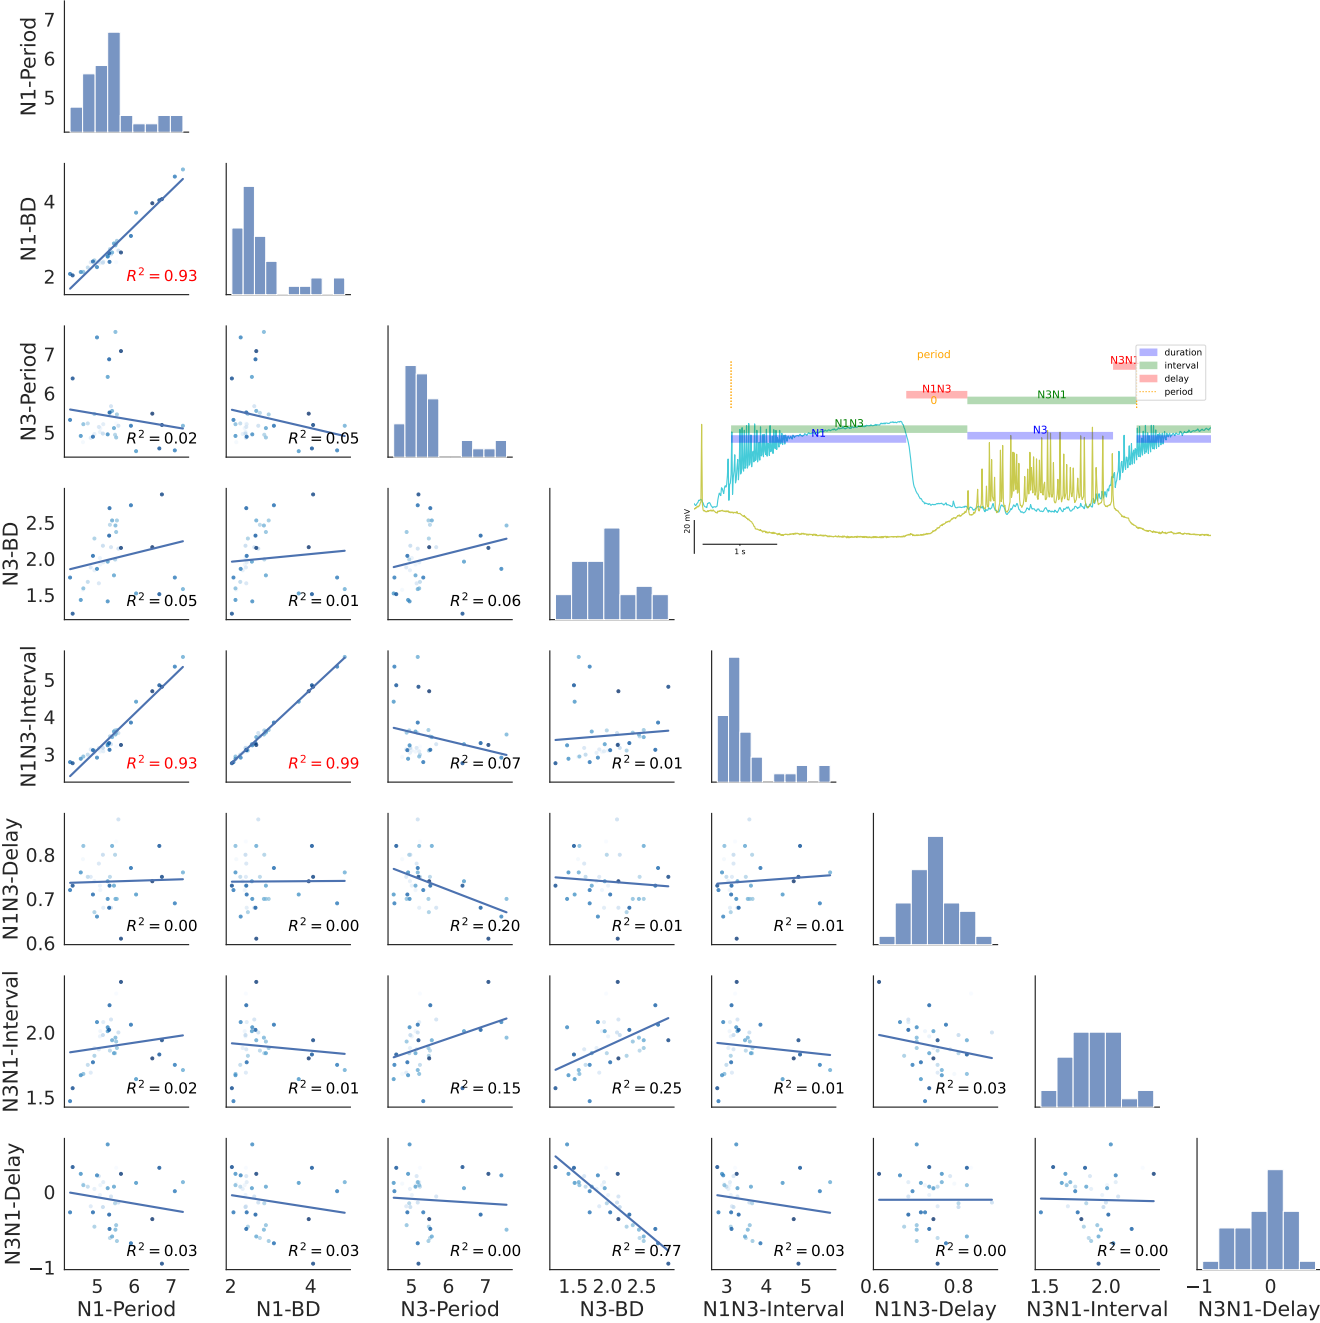 N1-Period
7
6
5
N1-BD
4
2
R² = 0.93
N3-Period
7
6
5
R² = 0.02
R² = 0.05
period
N1N3
0
N3N1
N3N1
duration
interval
delay
period
N1N3
N1
N3
20 mV
1 s
N3-BD
2.5
2.0
1.5
R² = 0.05
R² = 0.01
R² = 0.06
N1N3-Interval
5
4
3
R² = 0.93
R² = 0.99
R² = 0.07
R² = 0.01
N1N3-Delay
0.8
0.7
0.6
R² = 0.00
R² = 0.00
R² = 0.20
R² = 0.01
R² = 0.01
N3N1-Interval
2.0
1.5
R² = 0.02
R² = 0.01
R² = 0.15
R² = 0.25
R² = 0.01
R² = 0.03
N3N1-Delay
0
−1
R² = 0.03
R² = 0.03
R² = 0.00
R² = 0.77
R² = 0.03
R² = 0.00
R² = 0.00
5 6 7
2 4
5 6 7
1.5 2.0 2.5
3 4 5
0.6 0.8
1.5 2.0
−1 0
N1-Period
N1-BD
N3-Period
N3-BD
N1N3-Interval
N1N3-Delay
N3N1-Interval
N3N1-Delay